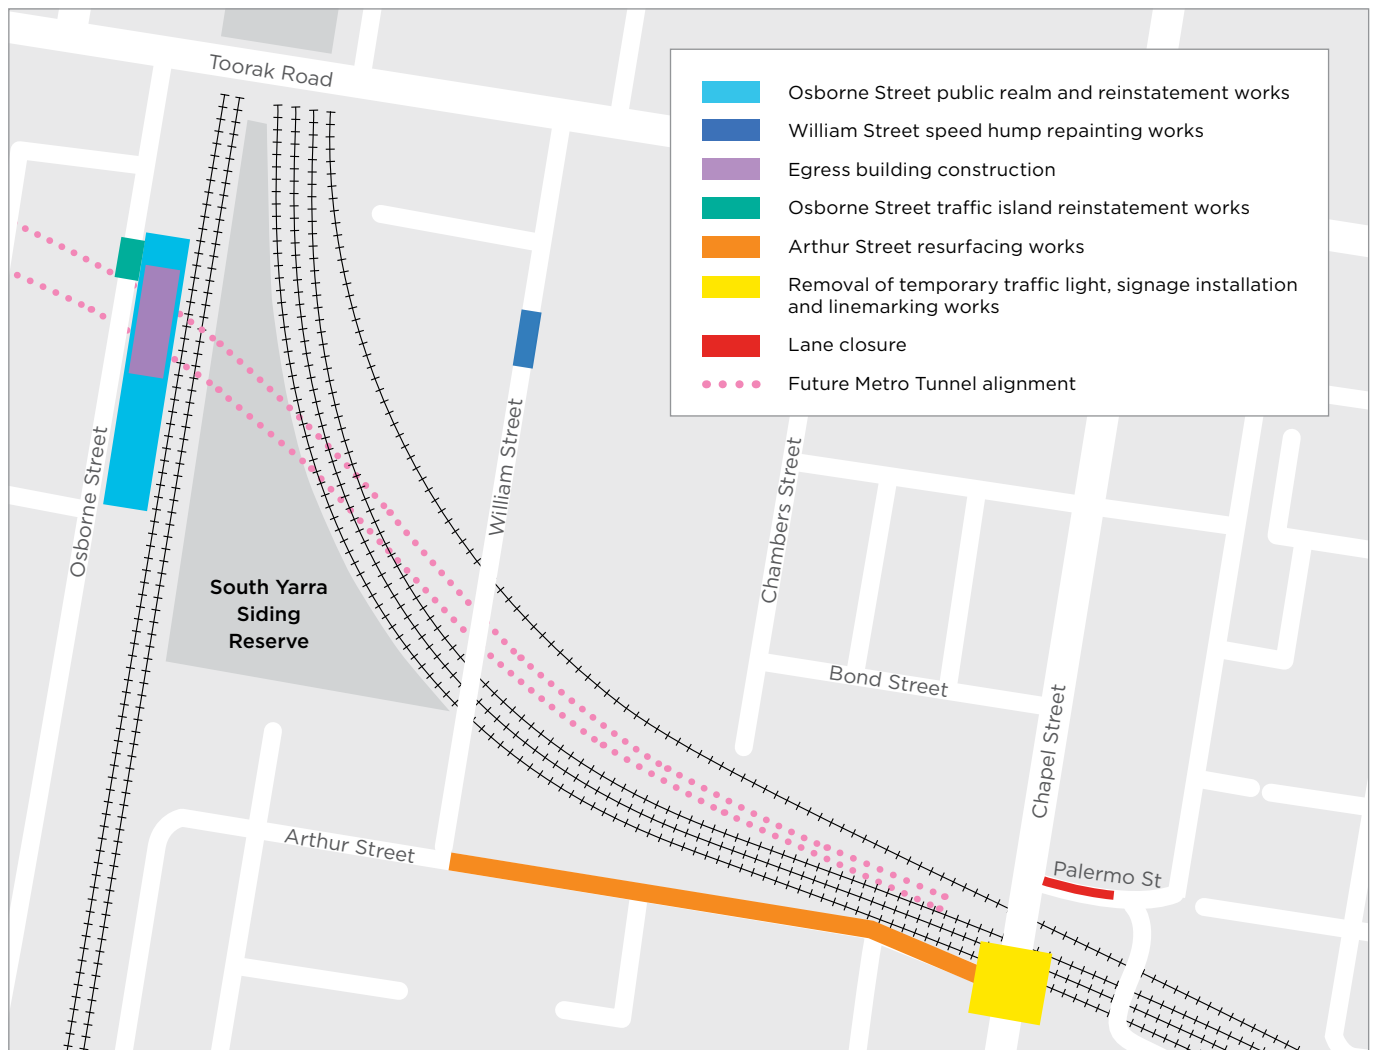 Toorak Road
Osborne Street public realm and reinstatement works
William Street speed hump repainting works
Egress building construction
Osborne Street traffic island reinstatement works
Arthur Street resurfacing works
Removal of temporary traffic light, signage installation
and linemarking works
Lane closure
Future Metro Tunnel alignment
Osborne Street
William Street
Chambers Street
South Yarra
Siding
Reserve
Bond Street
Chapel Street
Arthur Street
Palermo St